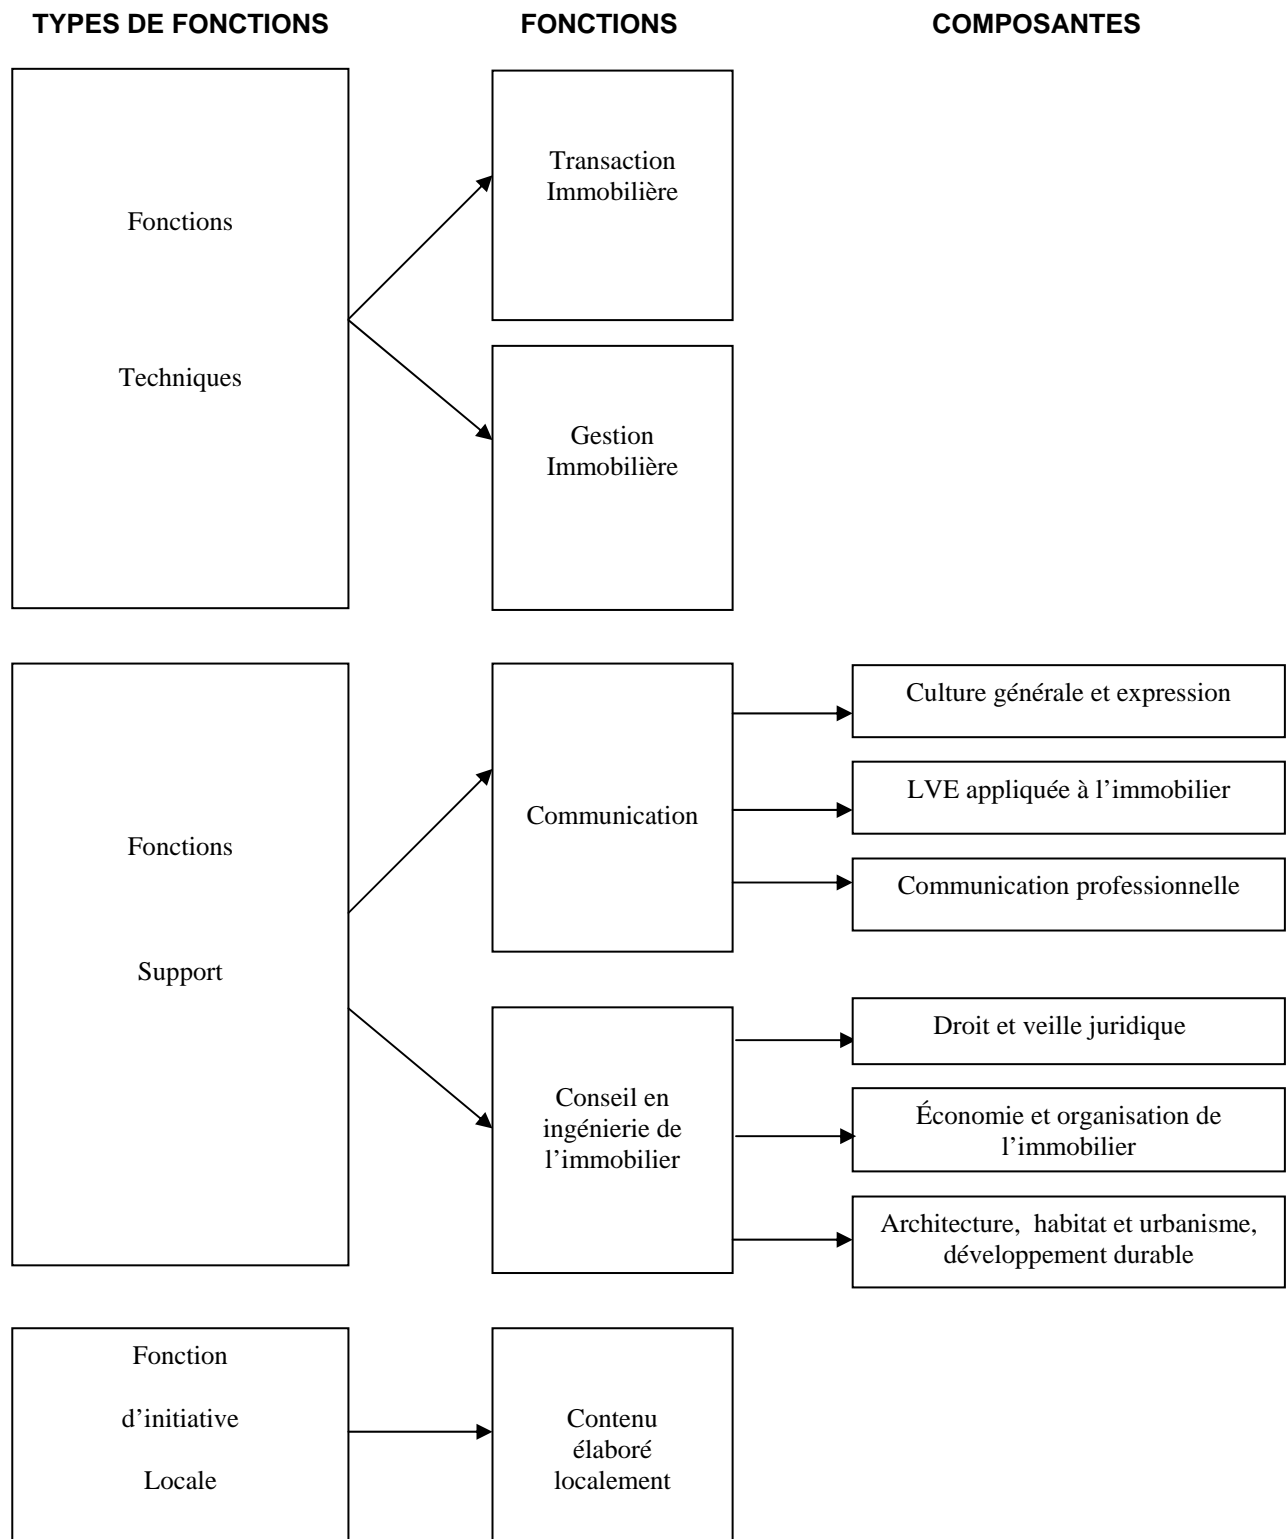 TYPES DE FONCTIONS
FONCTIONS
COMPOSANTES
Fonctions
Techniques
Transaction
Immobilière
Gestion
Immobilière
Fonctions
Support
Communication
Culture générale et expression
LVE appliquée à l’immobilier
Communication professionnelle
Conseil en
ingénierie de
l’immobilier
Droit et veille juridique
Économie et organisation de
l’immobilier
Architecture, habitat et urbanisme,
développement durable
Fonction
d’initiative
Locale
Contenu
élaboré
localement